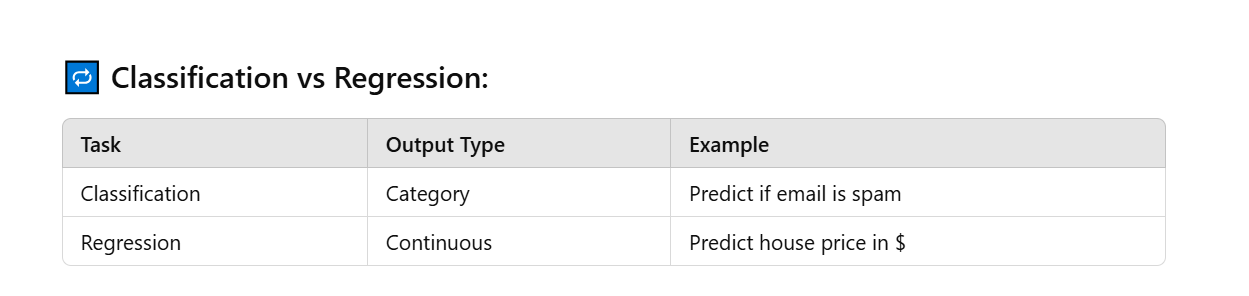 Classification vs Regression:
Task Output Type Example
Classification Category Predict if email is spam
Regression Continuous Predict house price in $